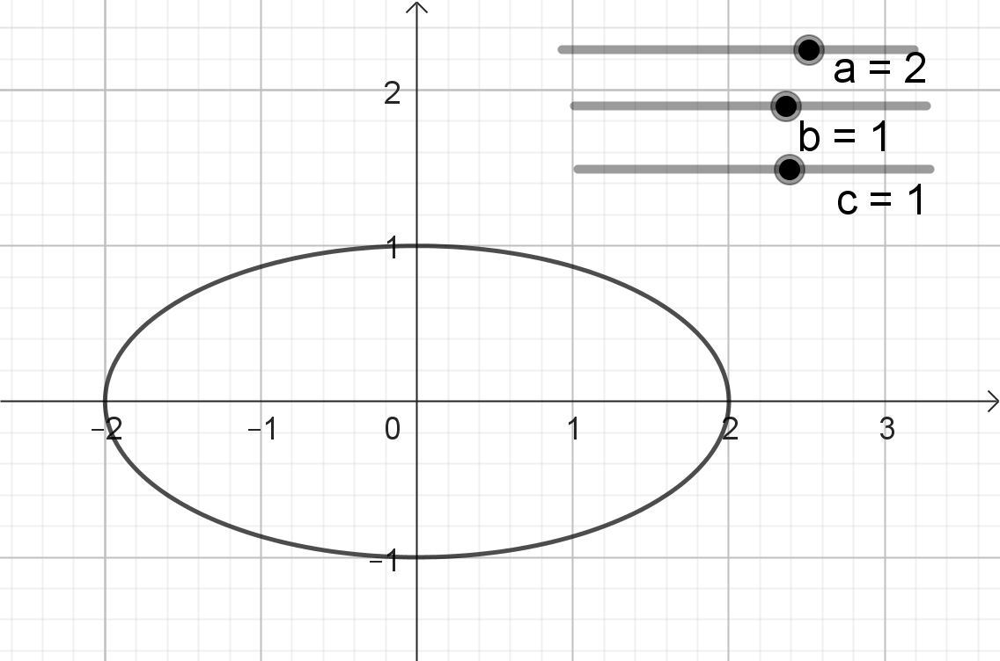 a = 2
2
b = 1
c = 1
1
−2 −1 0 1 2 3
−1